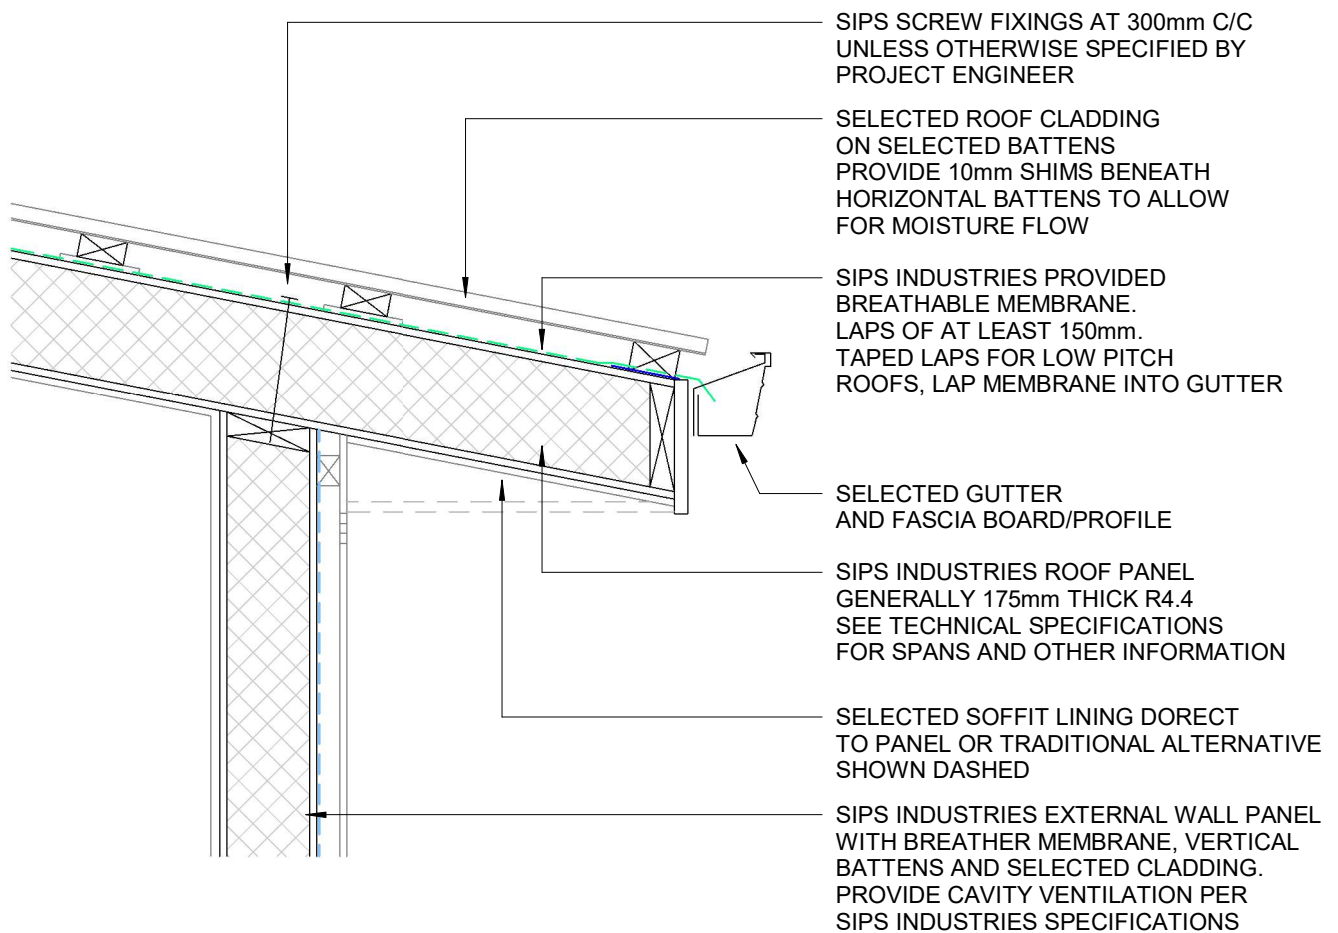 SIPS SCREW FIXINGS AT 300mm C/C
UNLESS OTHERWISE SPECIFIED BY
PROJECT ENGINEER
SELECTED ROOF CLADDING
ON SELECTED BATTENS
PROVIDE 10mm SHIMS BENEATH
HORIZONTAL BATTENS TO ALLOW
FOR MOISTURE FLOW
SIPS INDUSTRIES PROVIDED
BREATHABLE MEMBRANE.
LAPS OF AT LEAST 150mm.
TAPED LAPS FOR LOW PITCH
ROOFS, LAP MEMBRANE INTO GUTTER
SELECTED GUTTER
AND FASCIA BOARD/PROFILE
SIPS INDUSTRIES ROOF PANEL
GENERALLY 175mm THICK R4.4
SEE TECHNICAL SPECIFICATIONS
FOR SPANS AND OTHER INFORMATION
SELECTED SOFFIT LINING DORECT
TO PANEL OR TRADITIONAL ALTERNATIVE
SHOWN DASHED
SIPS INDUSTRIES EXTERNAL WALL PANEL
WITH BREATHER MEMBRANE, VERTICAL
BATTENS AND SELECTED CLADDING.
PROVIDE CAVITY VENTILATION PER
SIPS INDUSTRIES SPECIFICATIONS